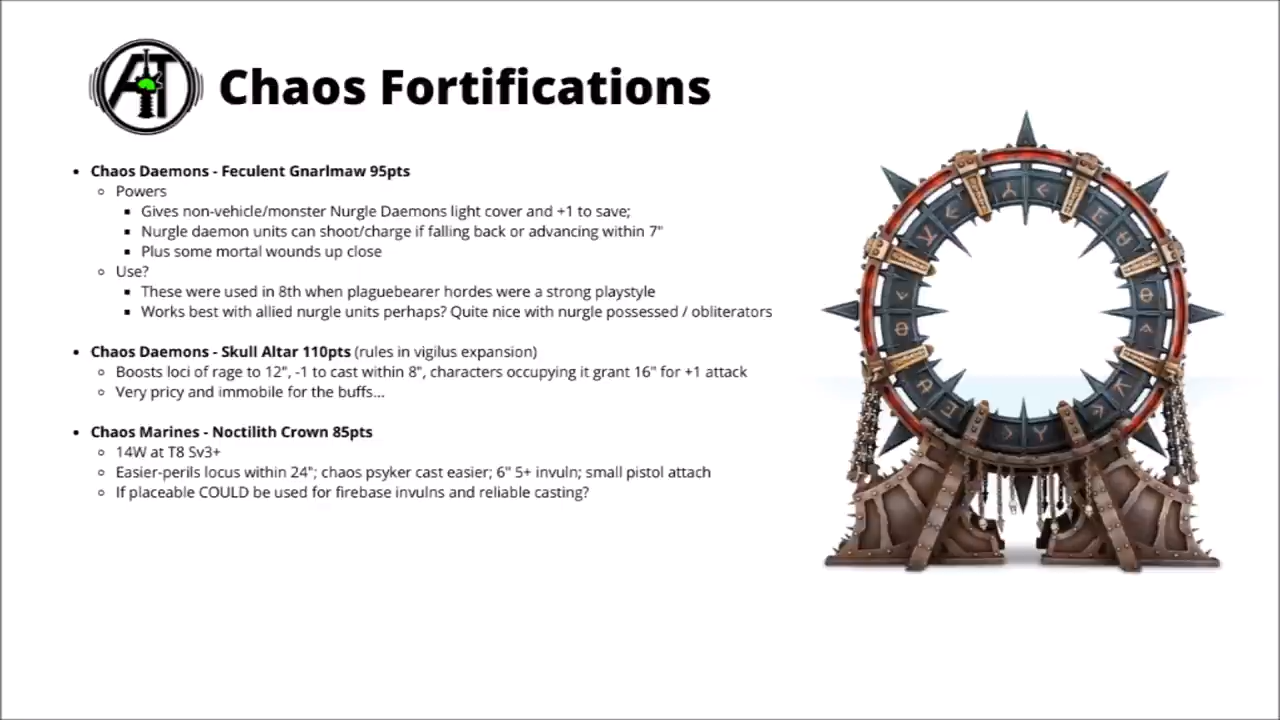 AT
Chaos Fortifications
• Chaos Daemons - Feculent Gnarlmaw 95pts
○ Powers
▪ Gives non-vehicle/monster Nurgle Daemons light cover and +1 to save;
▪ Nurgle daemon units can shoot/charge if falling back or advancing within 7"
▪ Plus some mortal wounds up close
○ Use?
▪ These were used in 8th when plaguebearer hordes were a strong playstyle
▪ Works best with allied nurgle units perhaps? Quite nice with nurgle possessed / obliterators
• Chaos Daemons - Skull Altar 110pts (rules in vigilus expansion)
○ Boosts loci of rage to 12", -1 to cast within 8", characters occupying it grant 16" for +1 attack
○ Very pricy and immobile for the buffs...
• Chaos Marines - Noctilith Crown 85pts
○ 14W at T8 Sv3+
○ Easier-perils locus within 24"; chaos psyker cast easier; 6" 5+ invuln; small pistol attach
○ If placeable COULD be used for firebase invulns and reliable casting?